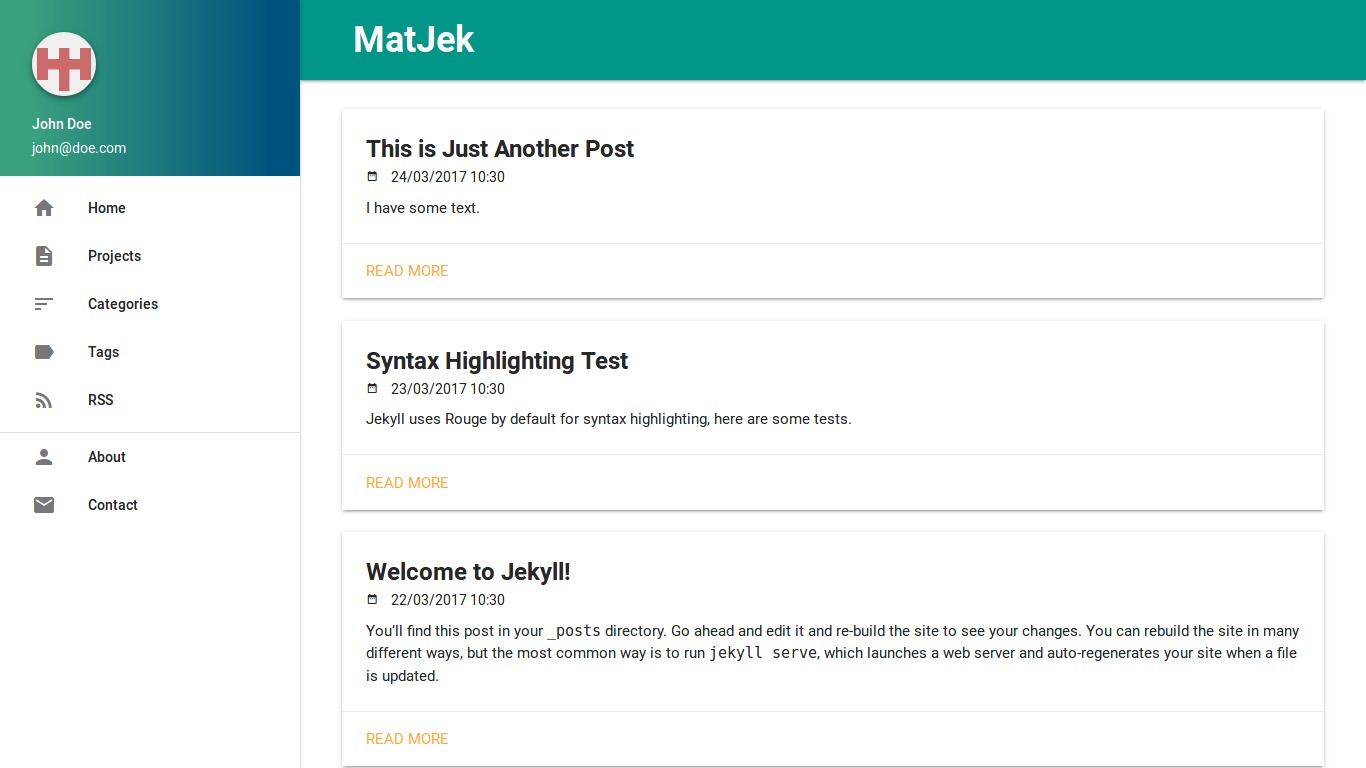 John Doe
john@doe.com
Home
Projects
Categories
Tags
RSS
About
Contact
MatJek
This is Just Another Post
24/03/2017 10:30
I have some text.
READ MORE
Syntax Highlighting Test
23/03/2017 10:30
Jekyll uses Rouge by default for syntax highlighting, here are some tests.
READ MORE
Welcome to Jekyll!
22/03/2017 10:30
You’ll find this post in your _posts directory. Go ahead and edit it and re-build the site to see your changes. You can rebuild the site in many
different ways, but the most common way is to run jekyll serve, which launches a web server and auto-regenerates your site when a file
is updated.
READ MORE